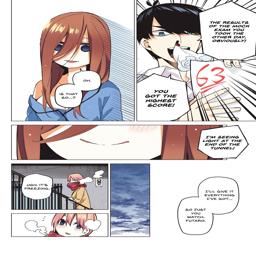 THE RESULTS
OF THE MOCK
EXAM YOU
TOOK THE
OTHER DAY,
OBVIOUSLY!
OH.
IS THAT
SO...?
63
YOU GOT
THE
HIGHEST
SCORE!
I'M SEEING
LIGHT AT THE
END OF THE
TUNNEL!
UGH, IT'S
FREEZING.
I'LL GIVE IT
EVERYTHING
I'VE GOT...
SO JUST
YOU
WATCH,
FUTARO.